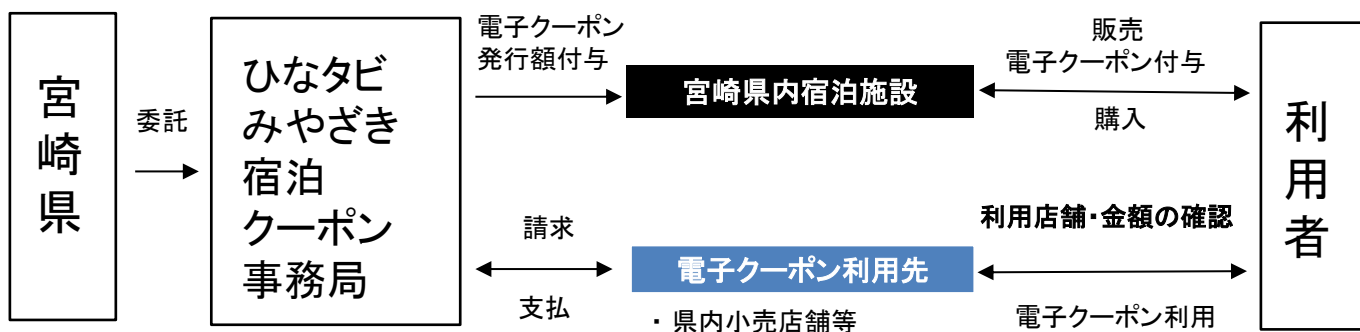 宮崎県
委託
ひなタビ
みやざき
宿泊
クーポン
事務局
電子クーポン
発行額付与
宮崎県内宿泊施設
販売
電子クーポン付与
購入
利用者
請求
支払
電子クーポン利用先
・県内小売店舗等
利用店舗・金額の確認
電子クーポン利用